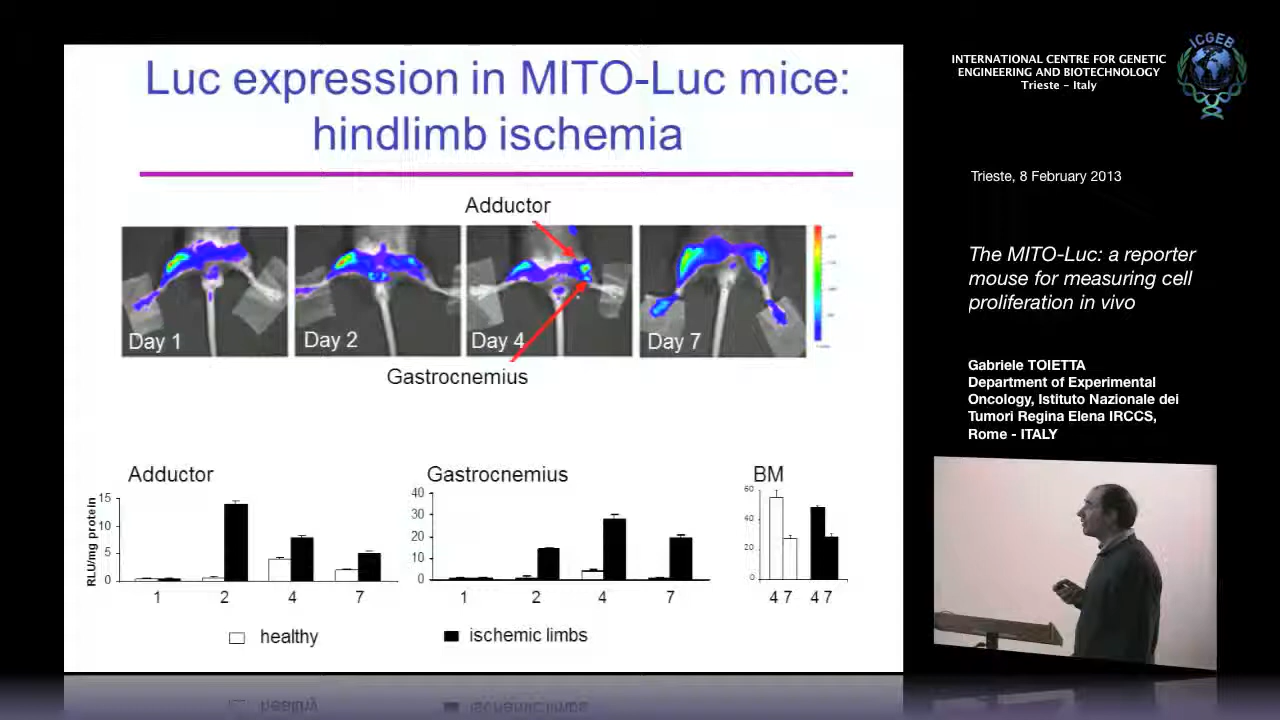 Luc expression in MITO-Luc mice:
hindlimb ischemia
Adductor
Day 1
Day 2
Day 4
Day 7
Gastrocnemius
Adductor
RLU/mg protein
15
10
5
0
1 2 4 7
Gastrocnemius
40
30
20
10
0
1 2 4 7
BM
60
40
20
0
4 7 4 7
healthy
ischemic limbs
INTERNATIONAL CENTRE FOR GENETIC
ENGINEERING AND BIOTECHNOLOGY
Trieste - Italy
ICGEB
Trieste, 8 February 2013
The MITO-Luc: a reporter
mouse for measuring cell
proliferation in vivo
Gabriele TOIETTA
Department of Experimental
Oncology, Istituto Nazionale dei
Tumori Regina Elena IRCCS,
Rome - ITALY